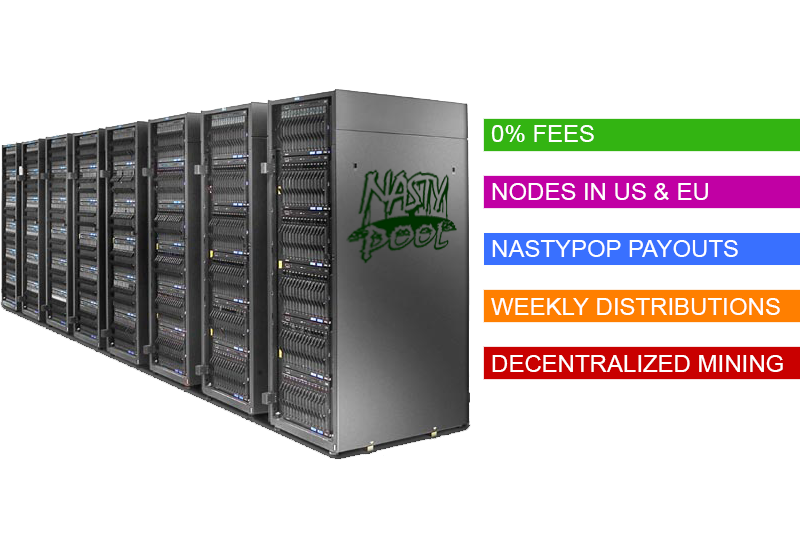 NASTY
POOL
0% FEES
NODES IN US & EU
NASTYPOP PAYOUTS
WEEKLY DISTRIBUTIONS
DECENTRALIZED MINING